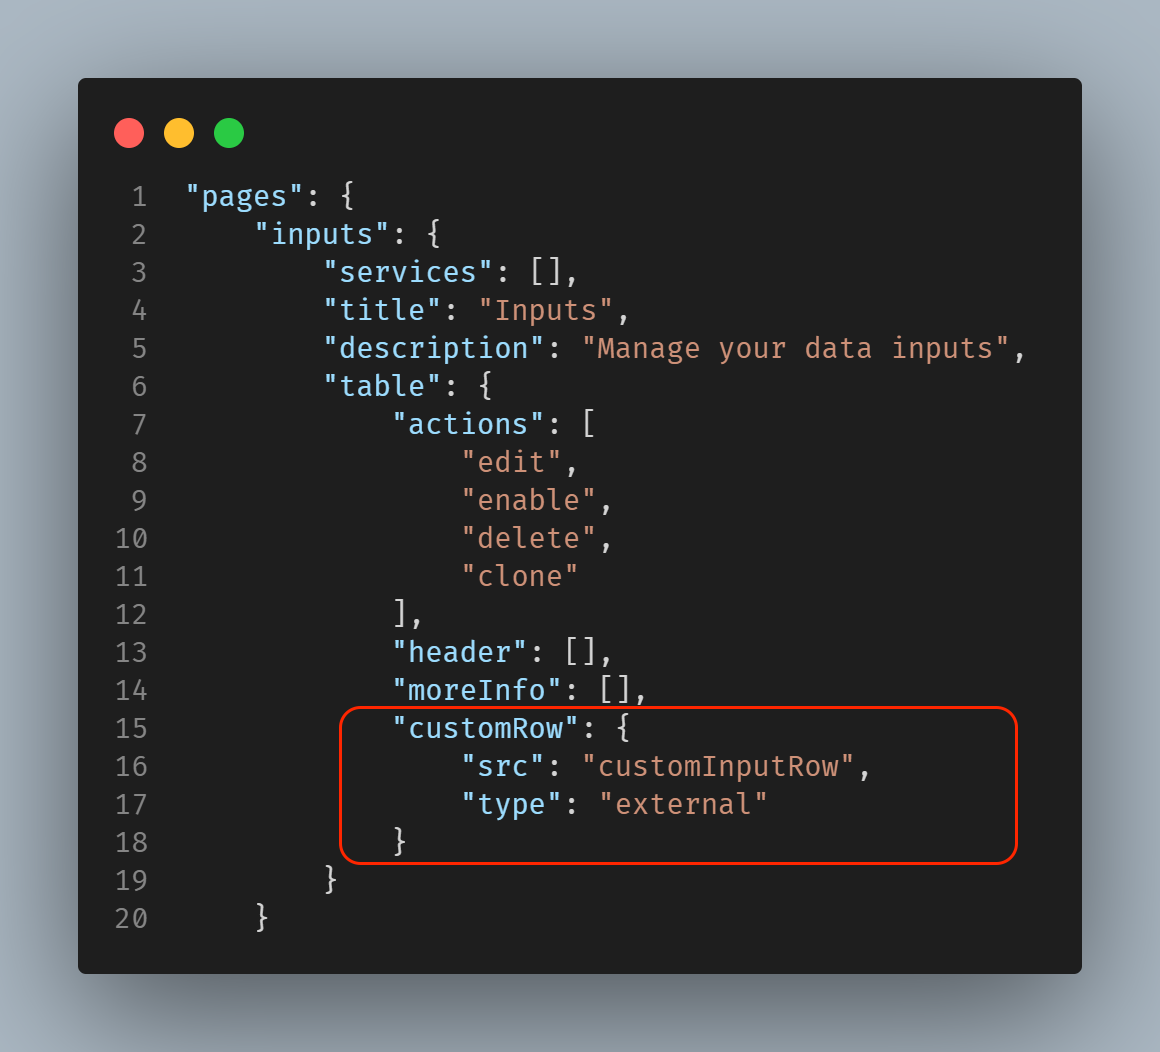 1 "pages": {
2     "inputs": {
3         "services": [],
4         "title": "Inputs",
5         "description": "Manage your data inputs",
6         "table": {
7             "actions": [
8                 "edit",
9                 "enable",
10                 "delete",
11                 "clone"
12             ],
13             "header": [],
14             "moreInfo": [],
15             "customRow": {
16                 "src": "customInputRow",
17                 "type": "external"
18             }
19         }
20     }